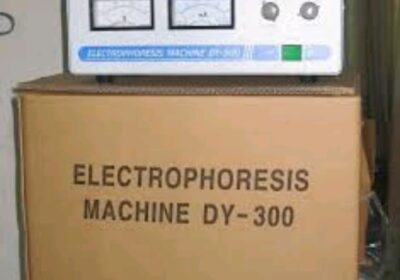 ELECTROPHORESIS MACHINE DY-300
ELECTROPHORESIS
MACHINE DY-300